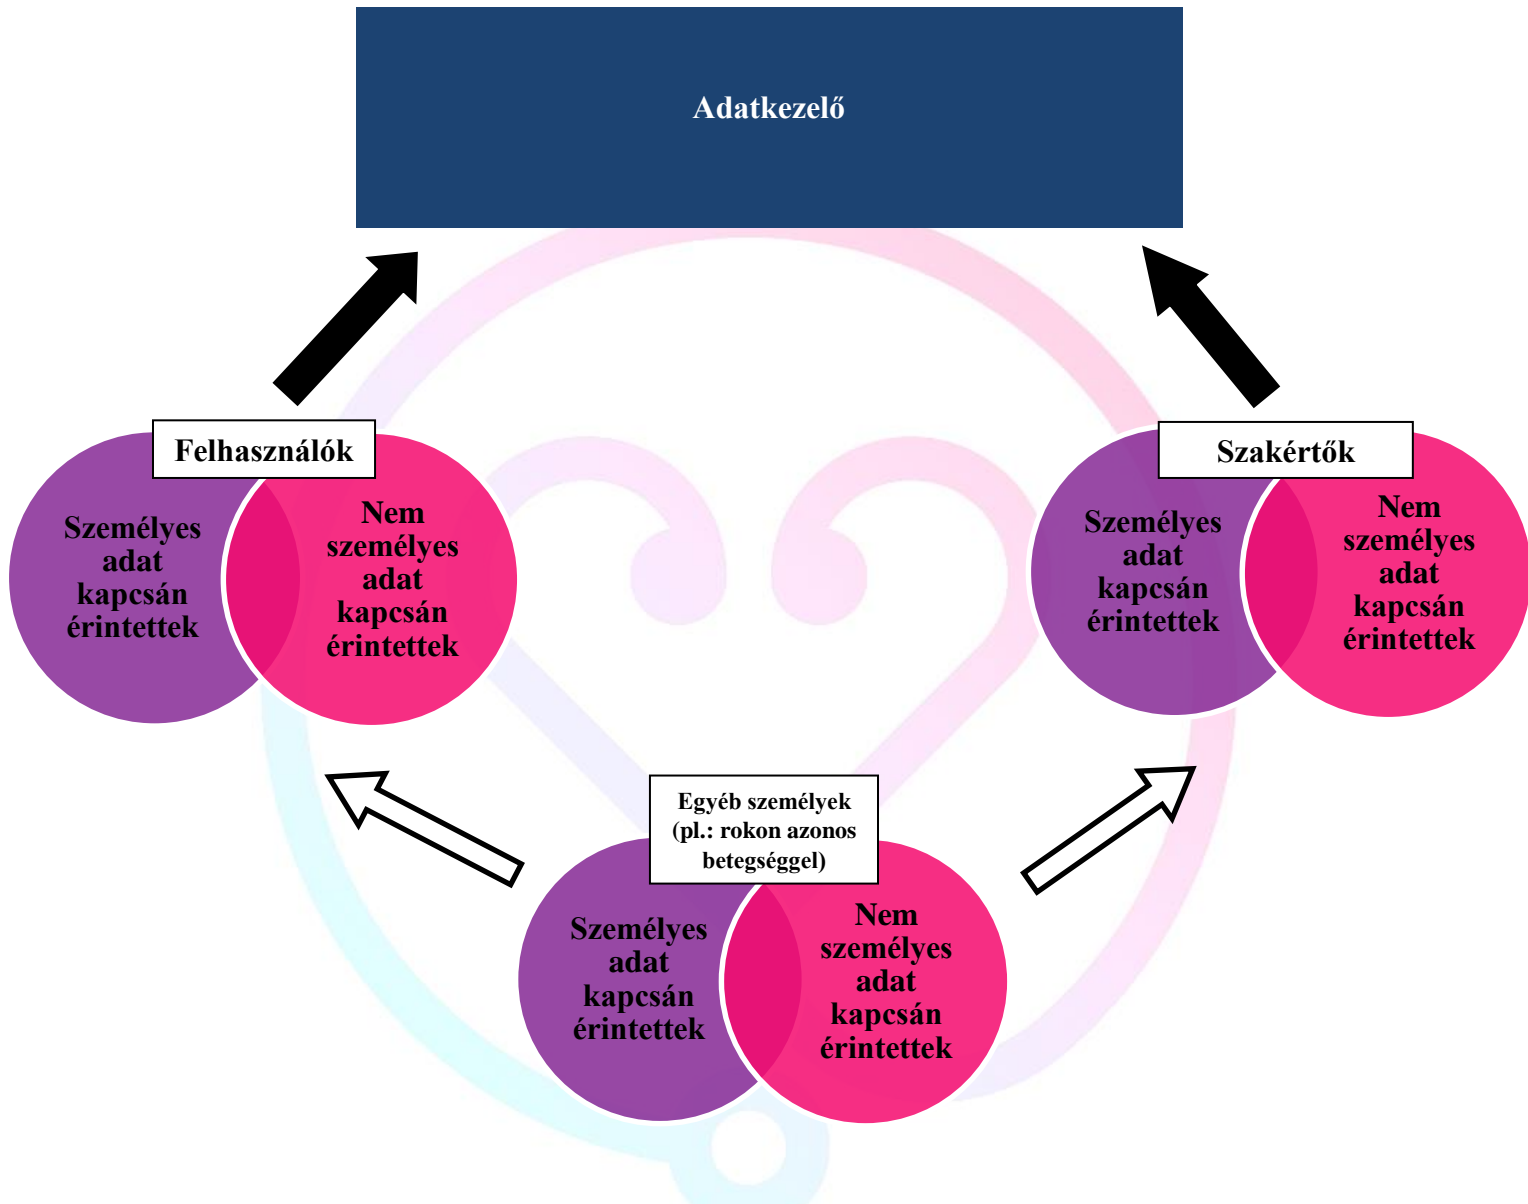 Adatkezelő
Felhasználók
Személyes
adat
kapcsán
érintettek
Nem
személyes
adat
kapcsán
érintettek
Szakértők
Személyes
adat
kapcsán
érintettek
Nem
személyes
adat
kapcsán
érintettek
Egyéb személyek
(pl.: rokon azonos
betegséggel)
Személyes
adat
kapcsán
érintettek
Nem
személyes
adat
kapcsán
érintettek